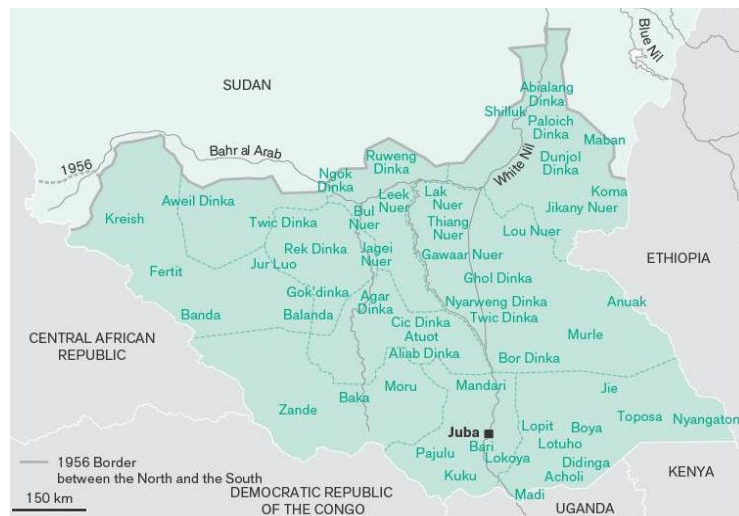 Blue Nil
SUDAN
Abialang
Dinka
Shilluk
Paloich
Dinka
Maban
1956
Bahr al Arab
Ruweng
Dinka
White Nil
Dunjol
Dinka
Ngok
Dinka
Leek
Nuer
Lak
Nuer
Koma
Aweil Dinka
Jikany Nuer
Kreish
Twic Dinka
Bul
Nuer
Thiang
Nuer
Lou Nuer
Rek Dinka
Jagei
Nuer
Gawaar Nuer
ETHIOPIA
Fertit
Jur Luo
Ghol Dinka
Gok'dinka
Agar
Dinka
Nyarweng Dinka
Anuak
Banda
Balanda
Cic Dinka
Twic Dinka
CENTRAL AFRICAN
REPUBLIC
Atuot
Murle
Aliab Dinka
Bor Dinka
Moru
Mandari
Jie
Baka
Zande
Toposa
Nyangaton
Juba
Lopit
Boya
Bari
Lotuho
Pajulu
Lokoya
Didinga
1956 Border
between the North and the South
Kuku
Acholi
KENYA
150 km
DEMOCRATIC REPUBLIC
OF THE CONGO
Madi
UGANDA